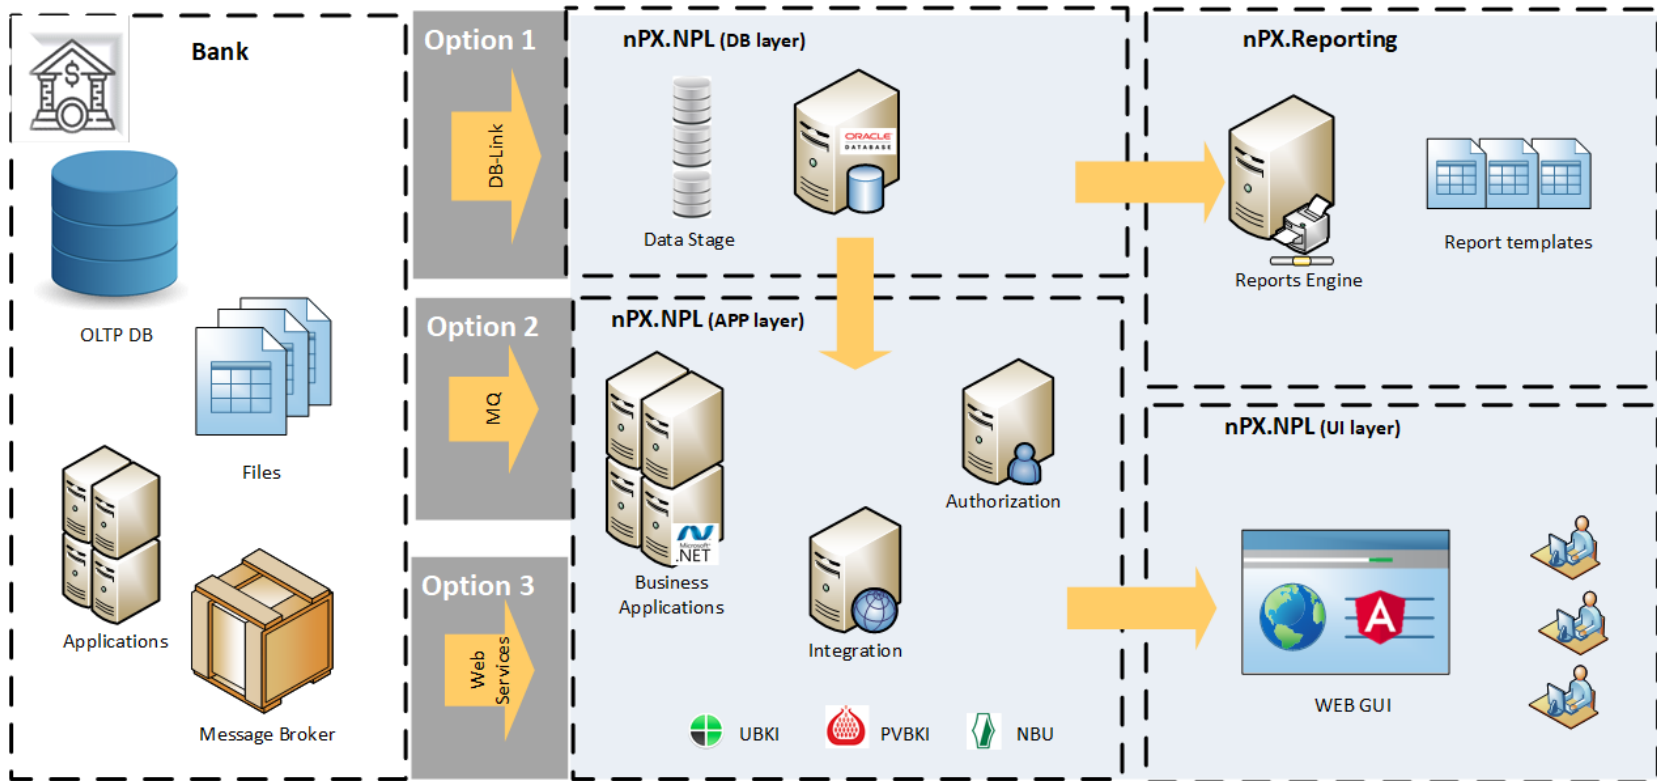 Bank
OLTP DB
Files
Applications
Message Broker
Option 1
DB-Link
Option 2
MQ
Option 3
Web
Services
nPX.NPL (DB layer)
Data Stage
ORACLE
DATABASE
nPX.NPL (APP layer)
Microsoft
.NET
Business
Applications
Authorization
Integration
UBKI
PVBKI
NBU
nPX.Reporting
Reports Engine
Report templates
nPX.NPL (UI layer)
A
WEB GUI